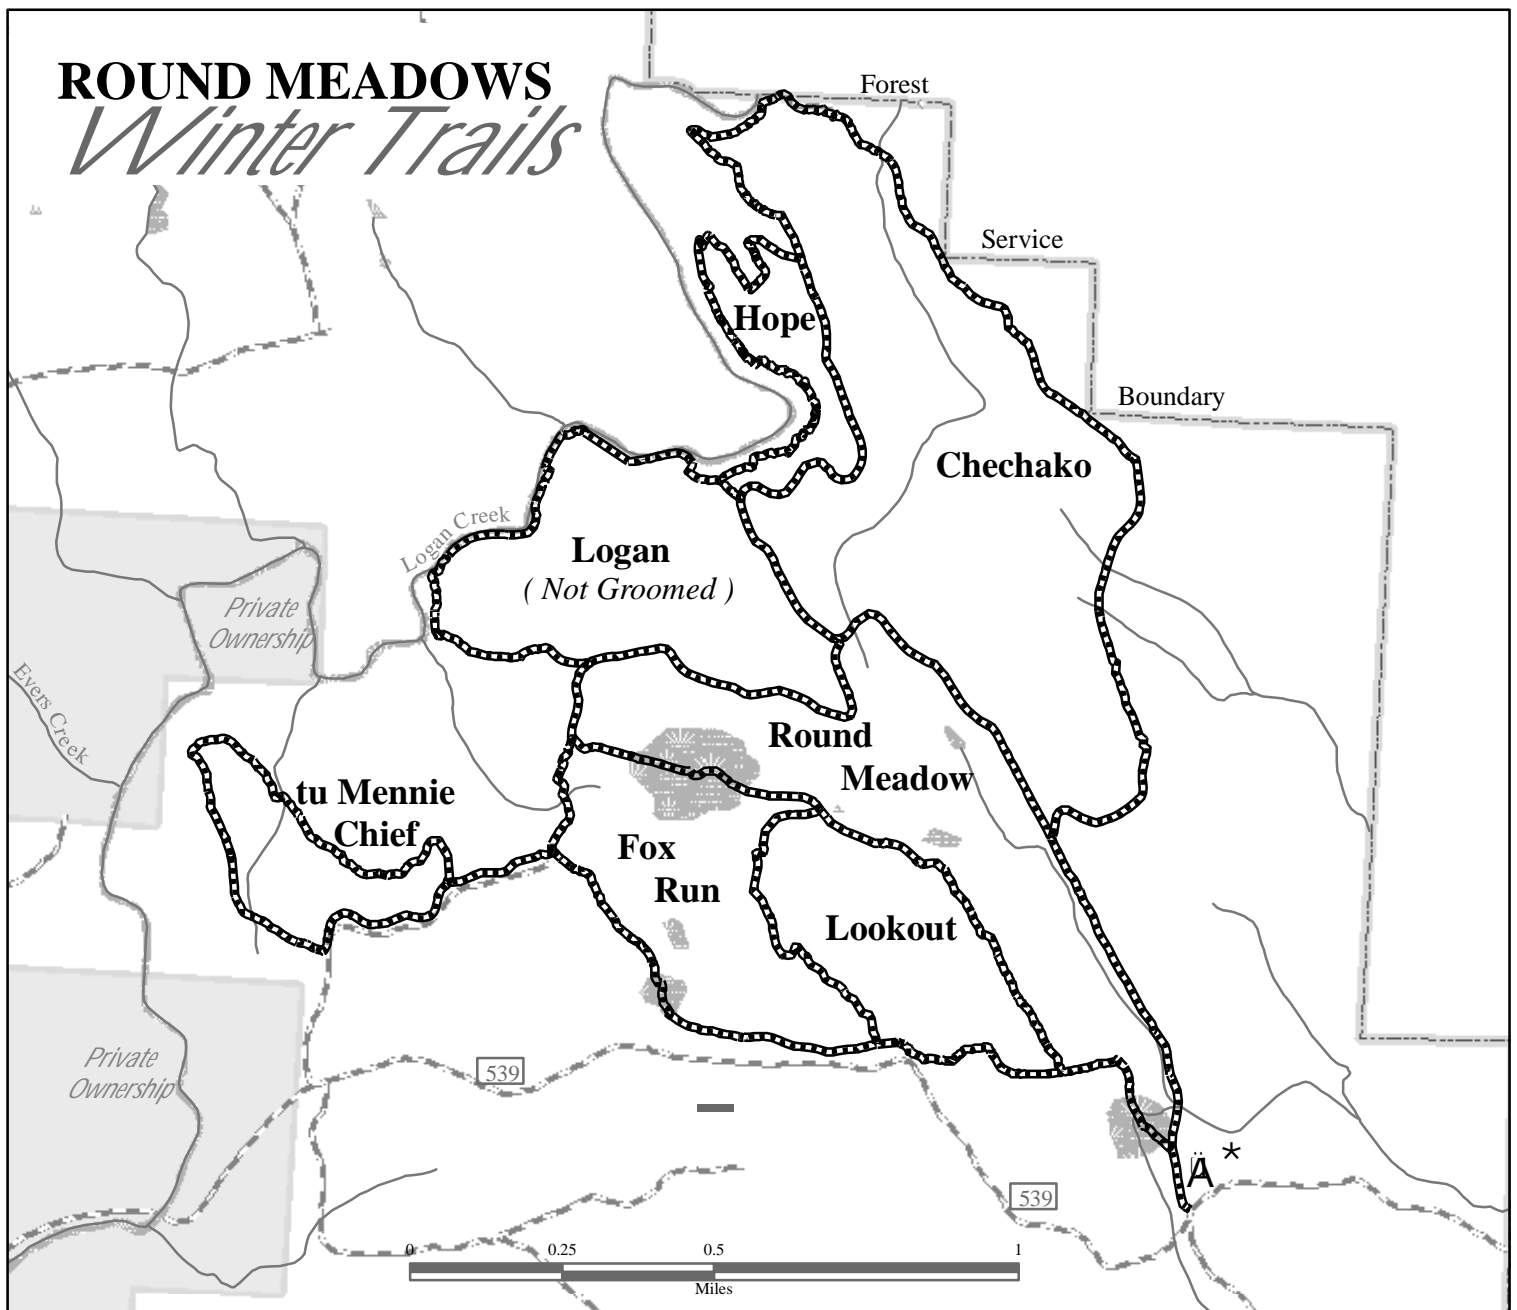 ROUND MEADOWS
Winter Trails
Forest
Service
Boundary
Hope
Chechako
Logan Creek
Logan
( Not Groomed )
Private
Ownership
Evers Creek
Round
Meadow
tu Mennie
Chief
Fox
Run
Lookout
Private
Ownership
539
*
539
0 0.25 0.5 1
Miles